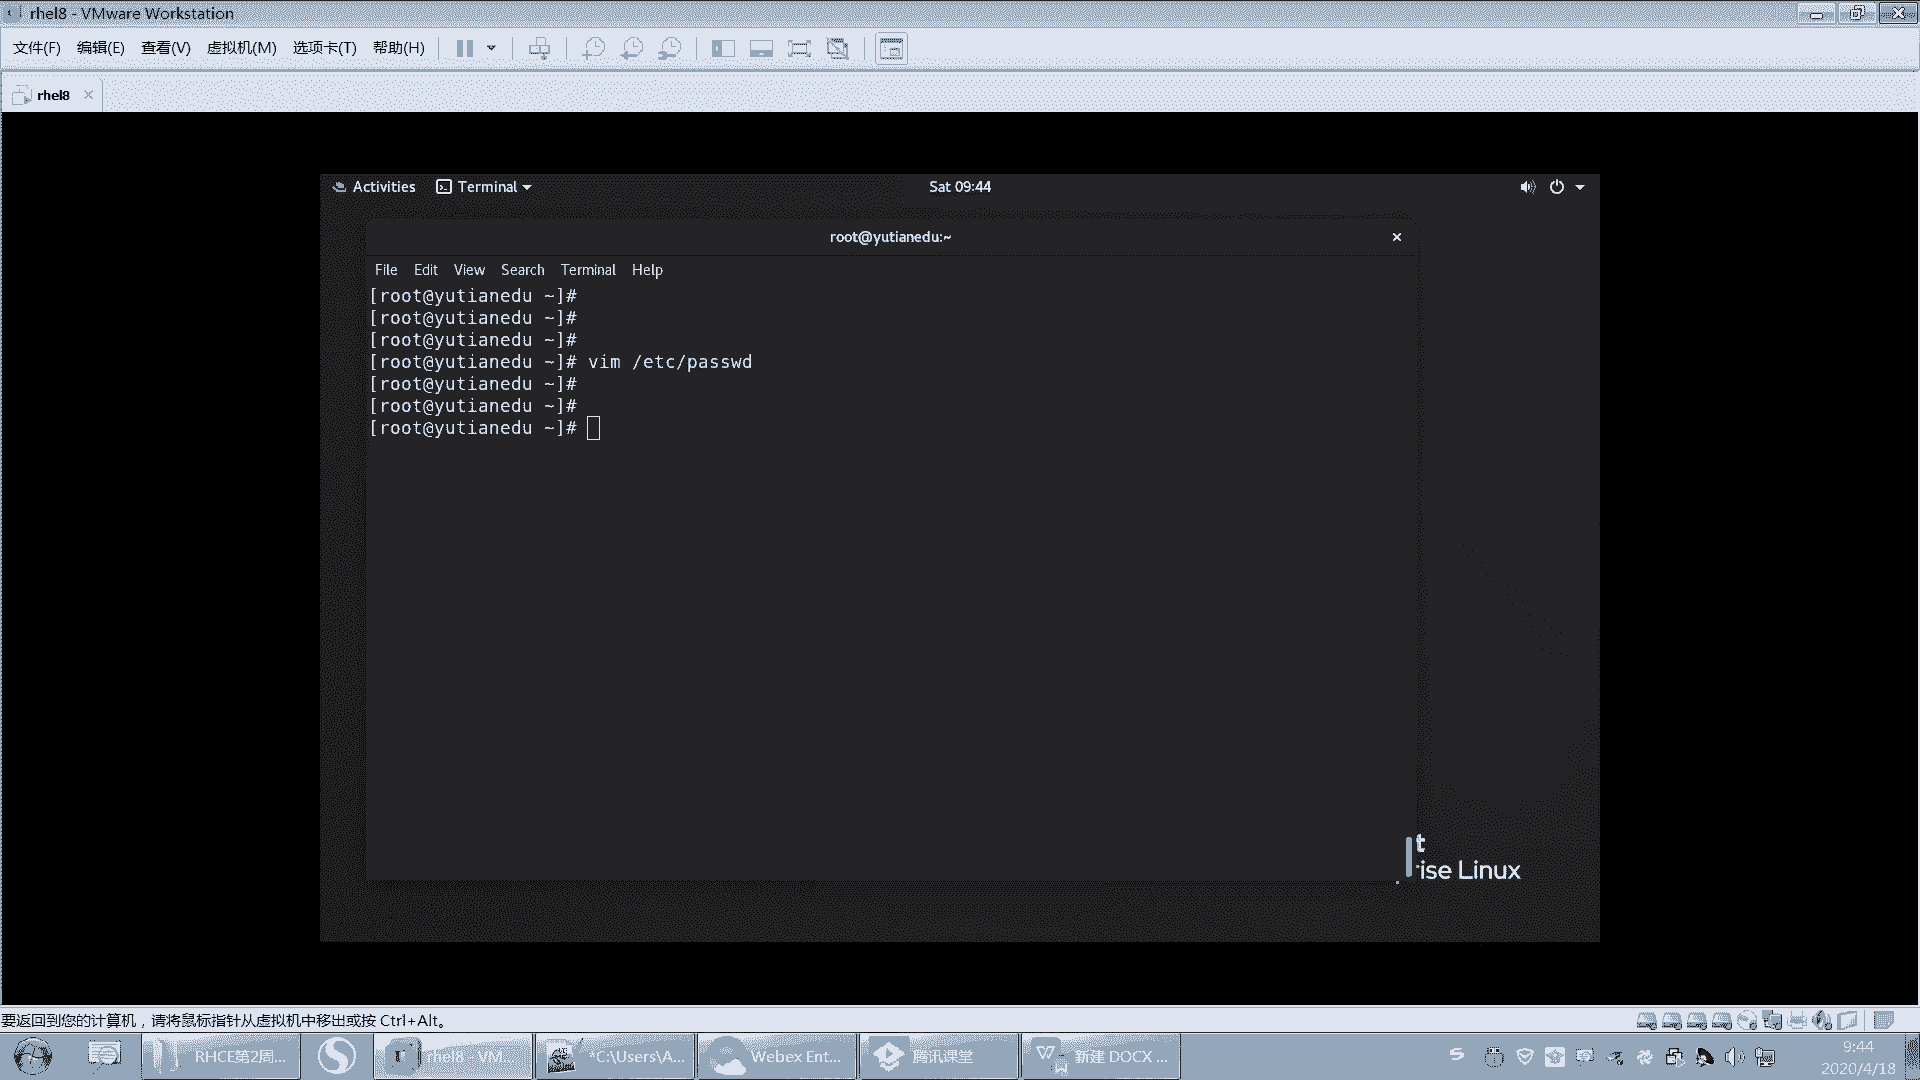 rhel8 - VMware Workstation
文件(F) 编辑(E) 查看(V) 虚拟机(M) 选项卡(T) 帮助(H)
rhel8
Activities Terminal Sat 09:44
root@yutianedu:~
File Edit View Search Terminal Help
[root@yutianedu ~]#
[root@yutianedu ~]#
[root@yutianedu ~]#
[root@yutianedu ~]# vim /etc/passwd
[root@yutianedu ~]#
[root@yutianedu ~]#
[root@yutianedu ~]#
t
rise Linux
要返回到您的计算机，请将鼠标指针从虚拟机中移出或按 Ctrl+Alt。
RHCE第2周... rhel8 - VM... *C:\Users\A... Webex Ent... 腾讯课堂 新建 DOCX ...
9:44
2020/4/18